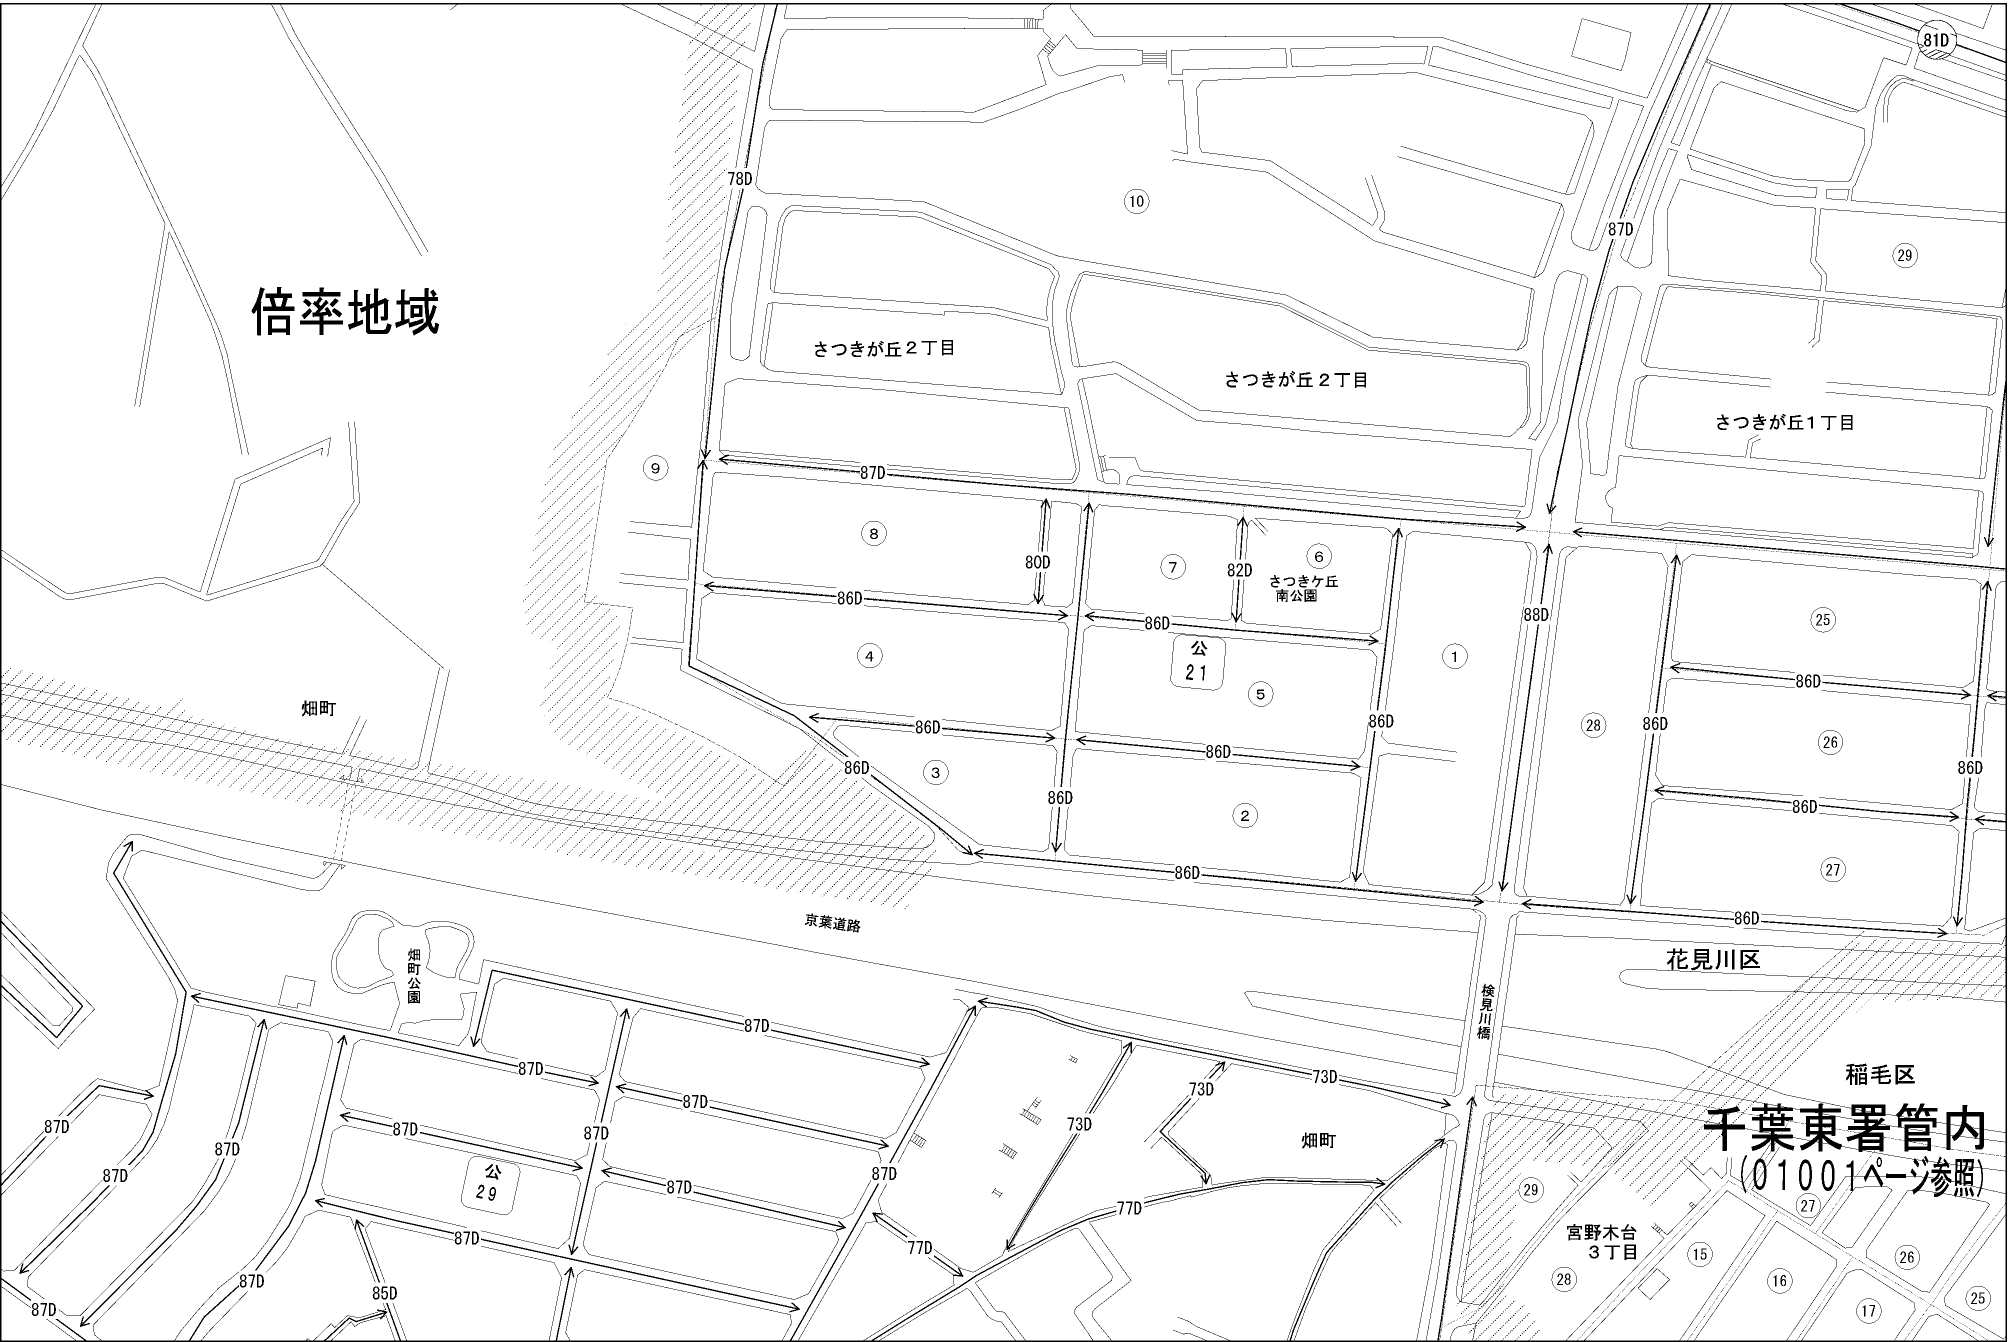 81D
78D
⑩
87D
㉙
倍率地域
さつきが丘２丁目
さつきが丘２丁目
さつきが丘１丁目
⑨
87D
⑧
80D
⑦
82D
⑥
さつきケ丘
南公園
86D
86D
88D
㉕
④
公
21
①
⑤
86D
畑町
86D
86D
86D
㉘
86D
㉖
86D
③
86D
86D
86D
②
86D
86D
㉗
京葉道路
86D
花見川区
畑町公園
検見川橋
87D
87D
73D
稲毛区
千葉東署管内
(01001ページ参照)
87D
73D
87D
73D
畑町
87D
87D
87D
87D
87D
公
29
87D
87D
77D
㉙
㉗
宮野木台
３丁目
87D
77D
⑮
㉖
87D
85D
87D
㉘
⑯
⑰
㉕